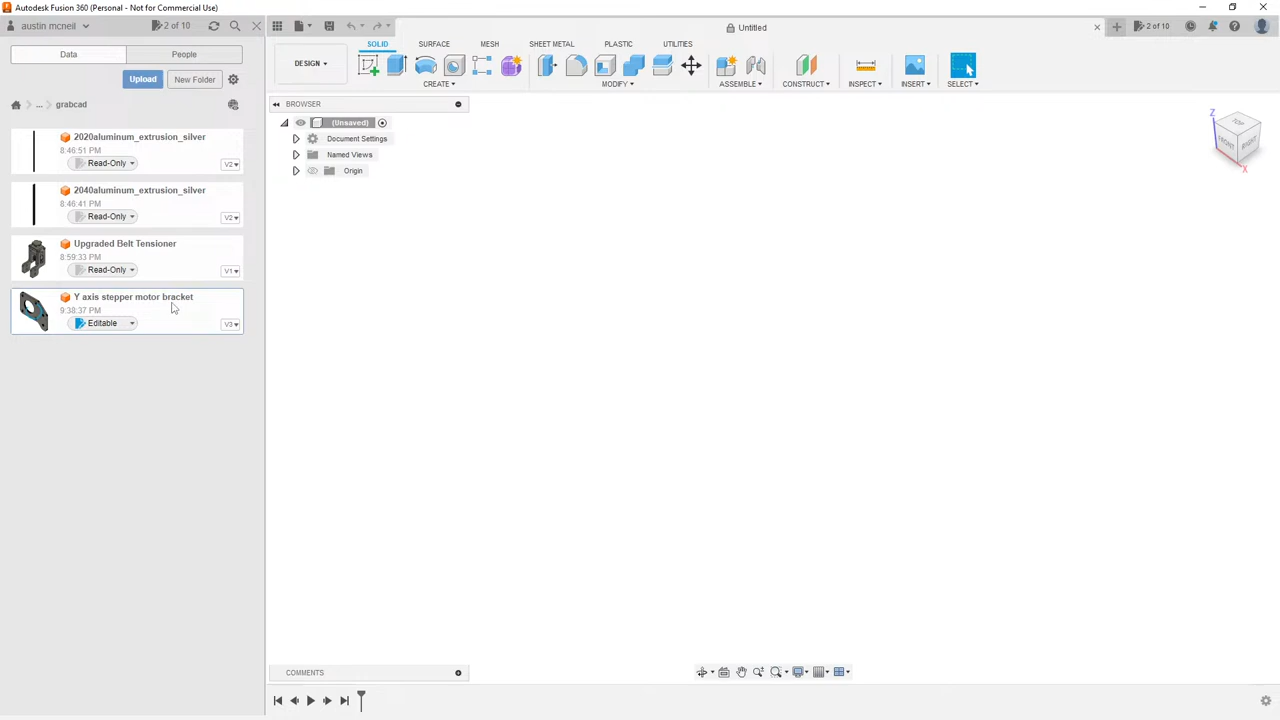 Autodesk Fusion 360 (Personal - Not for Commercial Use)
austin mcneil 2 of 10
Untitled 2 of 10
Data People
SOLID SURFACE MESH SHEET METAL PLASTIC UTILITIES
DESIGN
Upload New Folder
CREATE MODIFY ASSEMBLE CONSTRUCT INSPECT INSERT SELECT
... grabcad
BROWSER
(Unsaved)
Document Settings
Named Views
Origin
Z
TOP
FRONT RIGHT
X
2020aluminum_extrusion_silver
8:46:51 PM
Read-Only V2
2040aluminum_extrusion_silver
8:46:41 PM
Read-Only V2
Upgraded Belt Tensioner
8:59:33 PM
Read-Only V1
Y axis stepper motor bracket
9:38:37 PM
Editable V3
COMMENTS